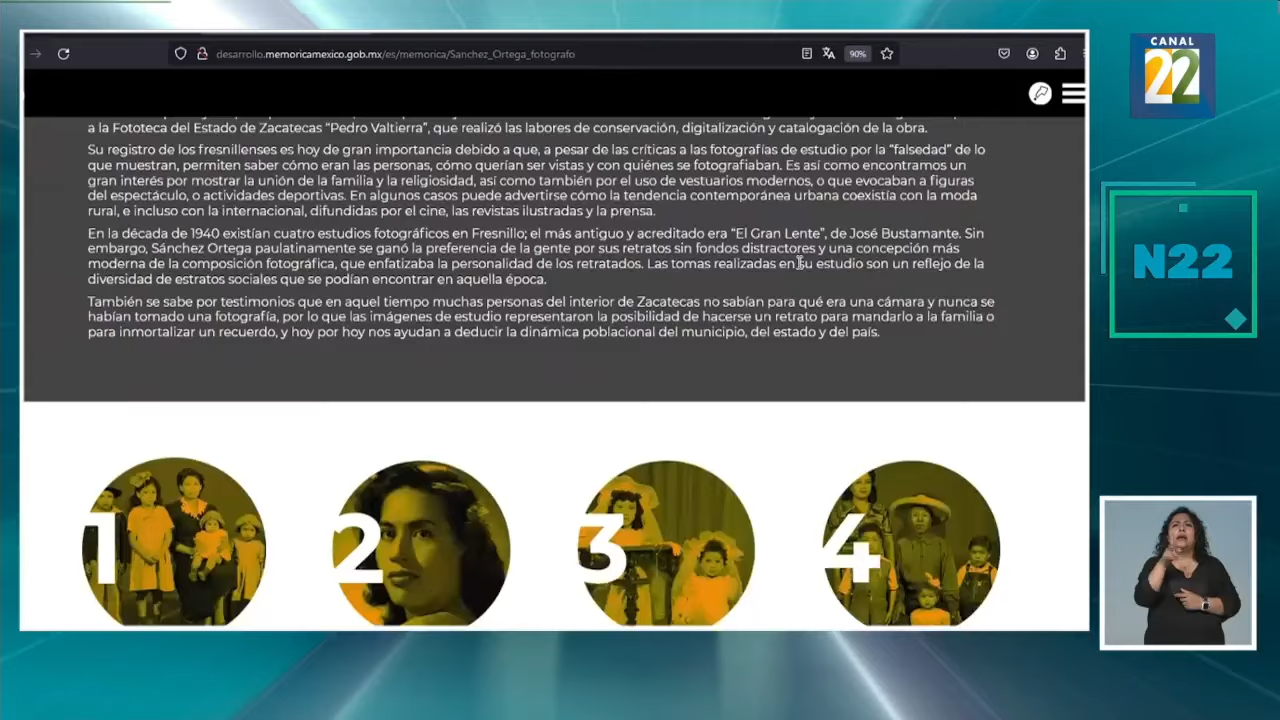 desarrollo.memoricamexico.gob.mx/es/memorica/Sanchez_Ortega_fotografo
90%
CANAL
22
a la Fototeca del Estado de Zacatecas “Pedro Valtierra”, que realizó las labores de conservación, digitalización y catalogación de la obra.
Su registro de los fresnillenses es hoy de gran importancia debido a que, a pesar de las críticas a las fotografías de estudio por la “falsedad” de lo
que muestran, permiten saber cómo eran las personas, cómo querían ser vistas y con quiénes se fotografiaban. Es así como encontramos un
gran interés por mostrar la unión de la familia y la religiosidad, así como también por el uso de vestuarios modernos, o que evocaban a figuras
del espectáculo, o actividades deportivas. En algunos casos puede advertirse cómo la tendencia contemporánea urbana coexistía con la moda
rural, e incluso con la internacional, difundidas por el cine, las revistas ilustradas y la prensa.
En la década de 1940 existían cuatro estudios fotográficos en Fresnillo; el más antiguo y acreditado era “El Gran Lente”, de José Bustamante. Sin
embargo, Sánchez Ortega paulatinamente se ganó la preferencia de la gente por sus retratos sin fondos distractores y una concepción más
moderna de la composición fotográfica, que enfatizaba la personalidad de los retratados. Las tomas realizadas en su estudio son un reflejo de la
diversidad de estratos sociales que se podían encontrar en aquella época.
También se sabe por testimonios que en aquel tiempo muchas personas del interior de Zacatecas no sabían para qué era una cámara y nunca se
habían tomado una fotografía, por lo que las imágenes de estudio representaron la posibilidad de hacerse un retrato para mandarlo a la familia o
para inmortalizar un recuerdo, y hoy por hoy nos ayudan a deducir la dinámica poblacional del municipio, del estado y del país.
N22
1
2
3
4